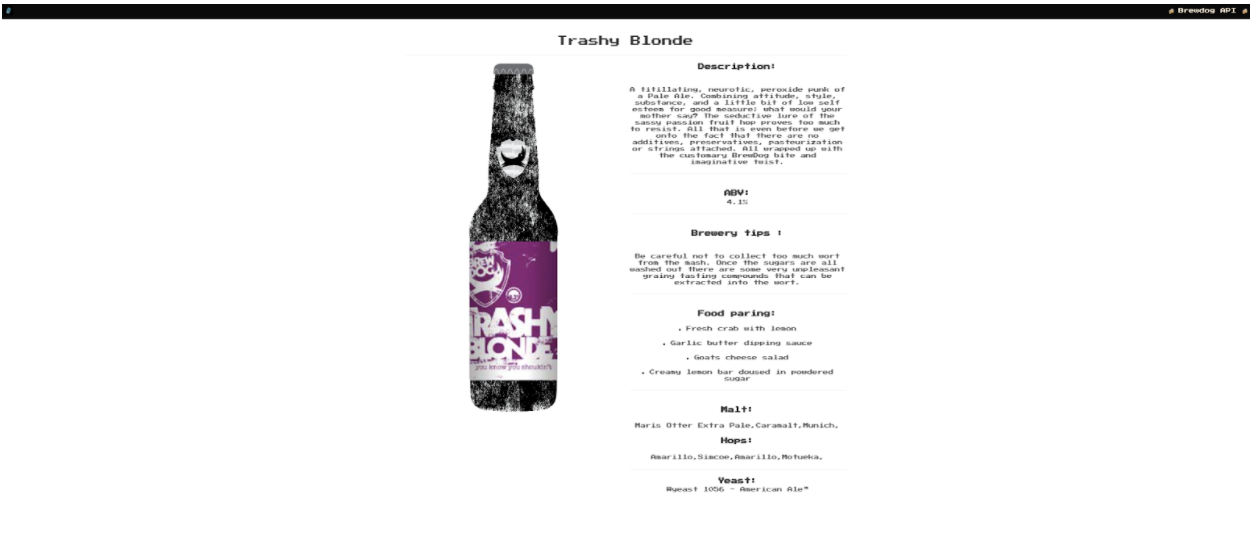 Brewdog API
Trashy Blonde
Description:
A titillating, neurotic, peroxide punk of
a Pale Ale. Combining attitude, style,
substance, and a little bit of low self
esteem for good measure; what would your
mother say? The seductive lure of the
sassy passion fruit hop proves too much
to resist. All that is even before we get
onto the fact that there are no
additives, preservatives, pasteurization
or strings attached. All wrapped up with
the customary BrewDog bite and
imaginative twist.
ABV:
4.1%
Brewery tips :
Be careful not to collect too much wort
from the mash. Once the sugars are all
washed out there are some very unpleasant
grainy tasting compounds that can be
extracted into the wort.
Food paring:
. Fresh crab with lemon
. Garlic butter dipping sauce
. Goats cheese salad
. Creamy lemon bar doused in powdered
sugar
Malt:
Maris Otter Extra Pale,Caramalt,Munich,
Hops:
Amarillo,Simcoe,Amarillo,Motueka,
Yeast:
Wyeast 1056 - American Ale™
BREW
DOG
TRASHY
BLONDE
you know you shouldn't